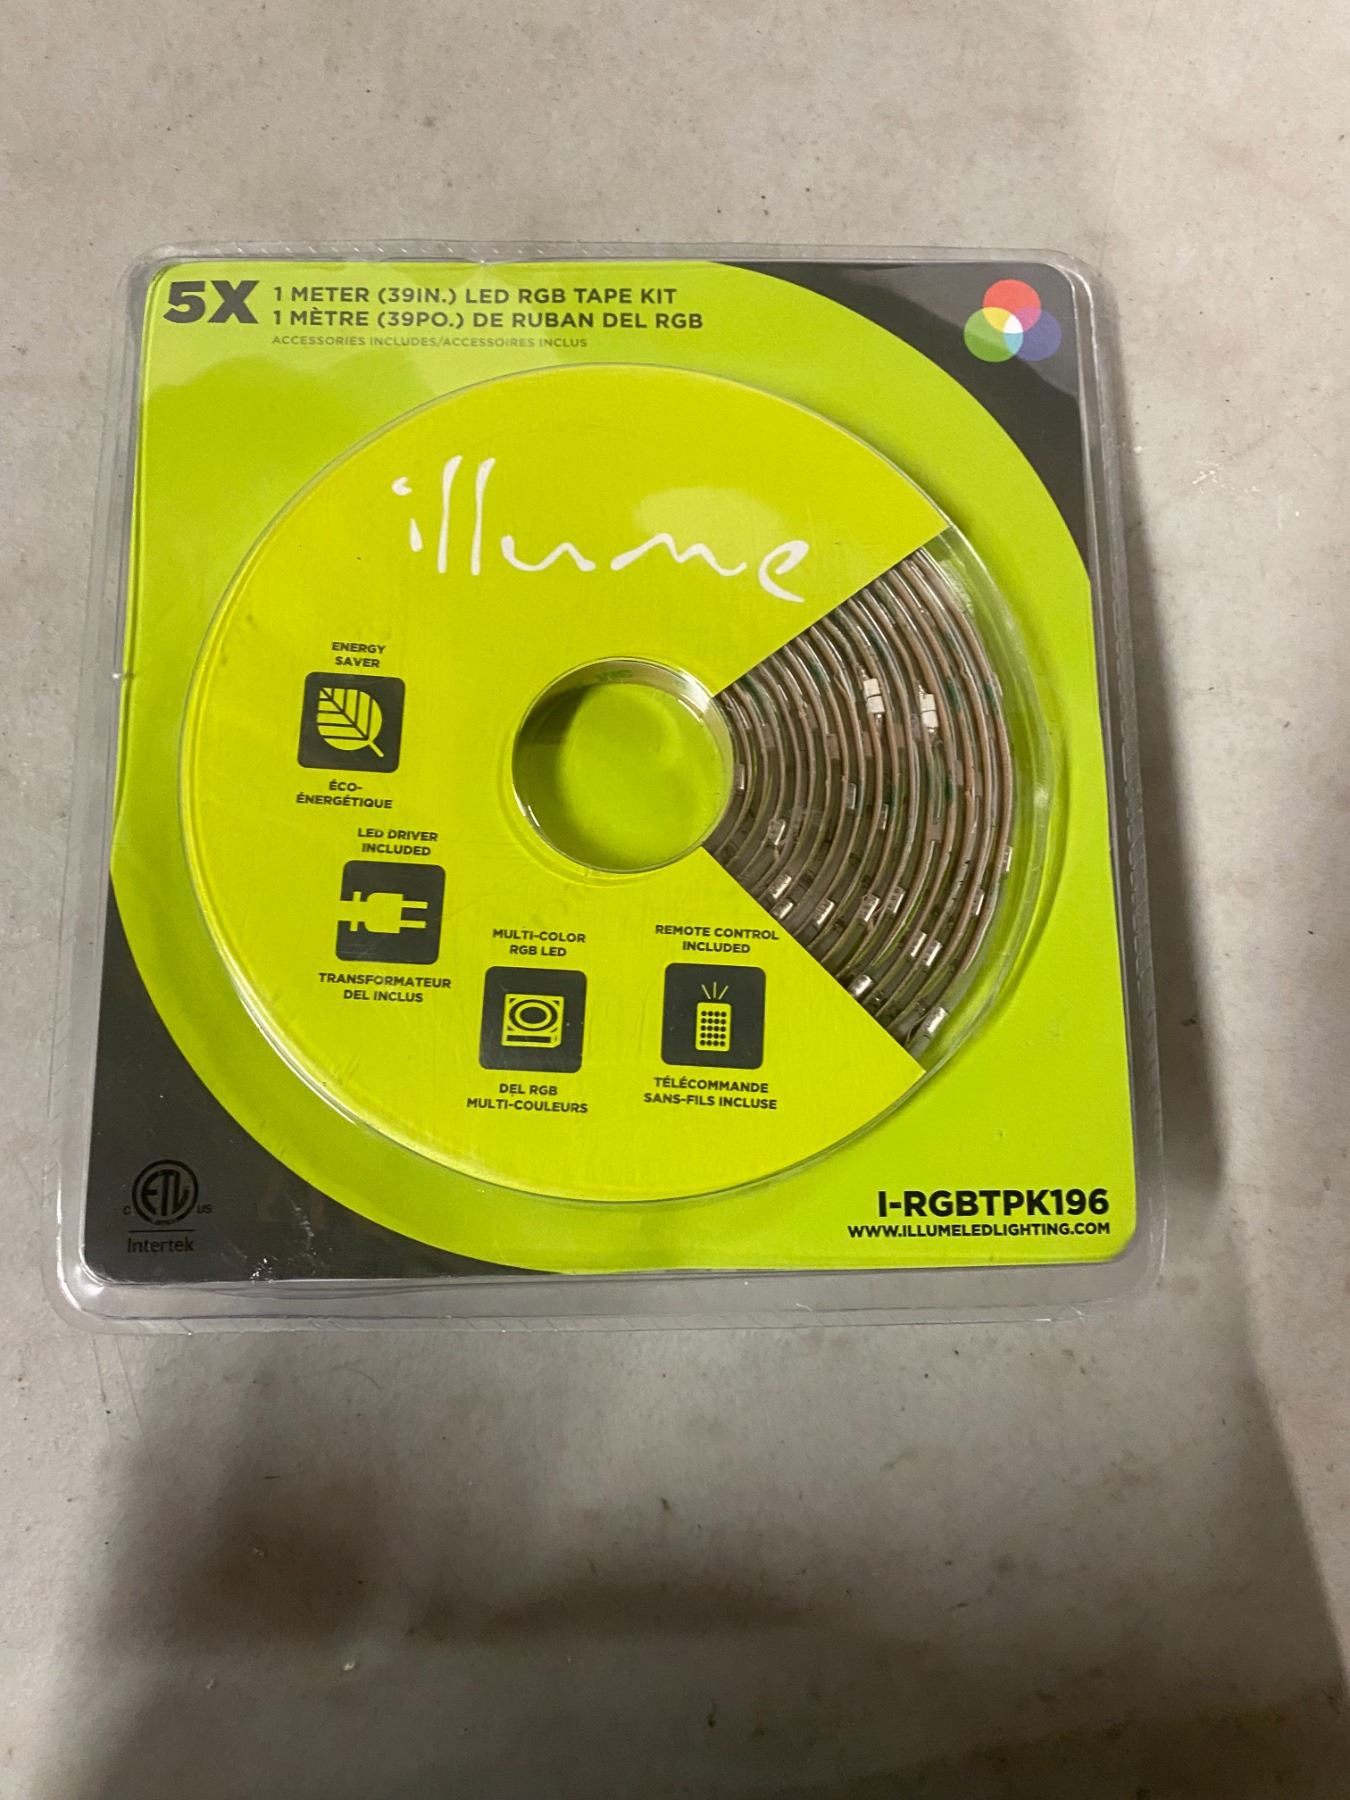 5X
1 METER (39IN.) LED RGB TAPE KIT
1 MÈTRE (39PO.) DE RUBAN DEL RGB
ACCESSORIES INCLUDES/ACCESSOIRES INCLUS
illume
ENERGY
SAVER
ÉCO-
ÉNERGÉTIQUE
LED DRIVER
INCLUDED
TRANSFORMATEUR
DEL INCLUS
MULTI-COLOR
RGB LED
DEL RGB
MULTI-COULEURS
REMOTE CONTROL
INCLUDED
TÉLÉCOMMANDE
SANS-FILS INCLUSE
C ETL US
Intertek
I-RGBTPK196
WWW.ILLUMELEDLIGHTING.COM